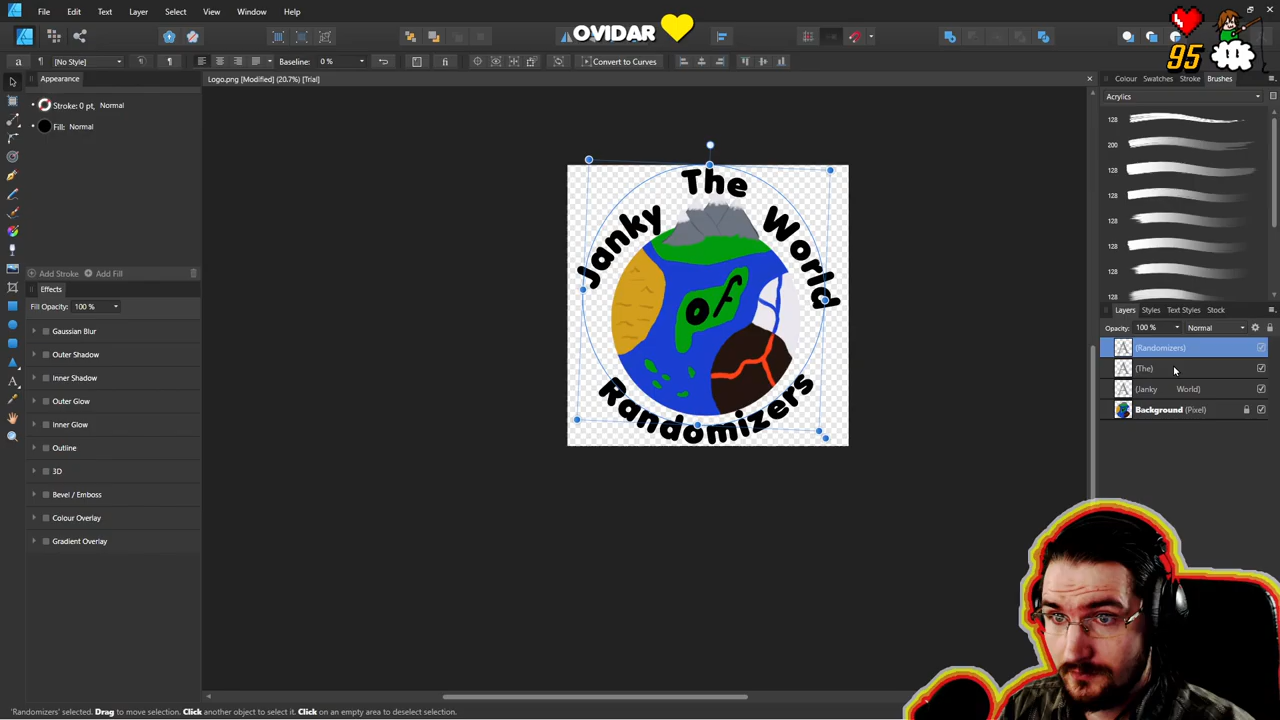 File Edit Text Layer Select View Window Help
OVIDAR
95
[No Style]
Baseline: 0 %
Convert to Curves
Appearance
Logo.png [Modified] (20.7%) [Trial]
Colour Swatches Stroke Brushes
Stroke: 0 pt, Normal
Fill: Normal
Acrylics
128
200
128
128
128
128
128
128
The
Janky
World
of
Randomizers
Add Stroke Add Fill
Effects
Fill Opacity: 100 %
Gaussian Blur
Outer Shadow
Inner Shadow
Outer Glow
Inner Glow
Outline
3D
Bevel / Emboss
Colour Overlay
Gradient Overlay
Layers Styles Text Styles Stock
Opacity: 100 % Normal
(Randomizers)
(The)
(Janky World)
Background (Pixel)
'Randomizers' selected. Drag to move selection. Click another object to select it. Click on an empty area to deselect selection.